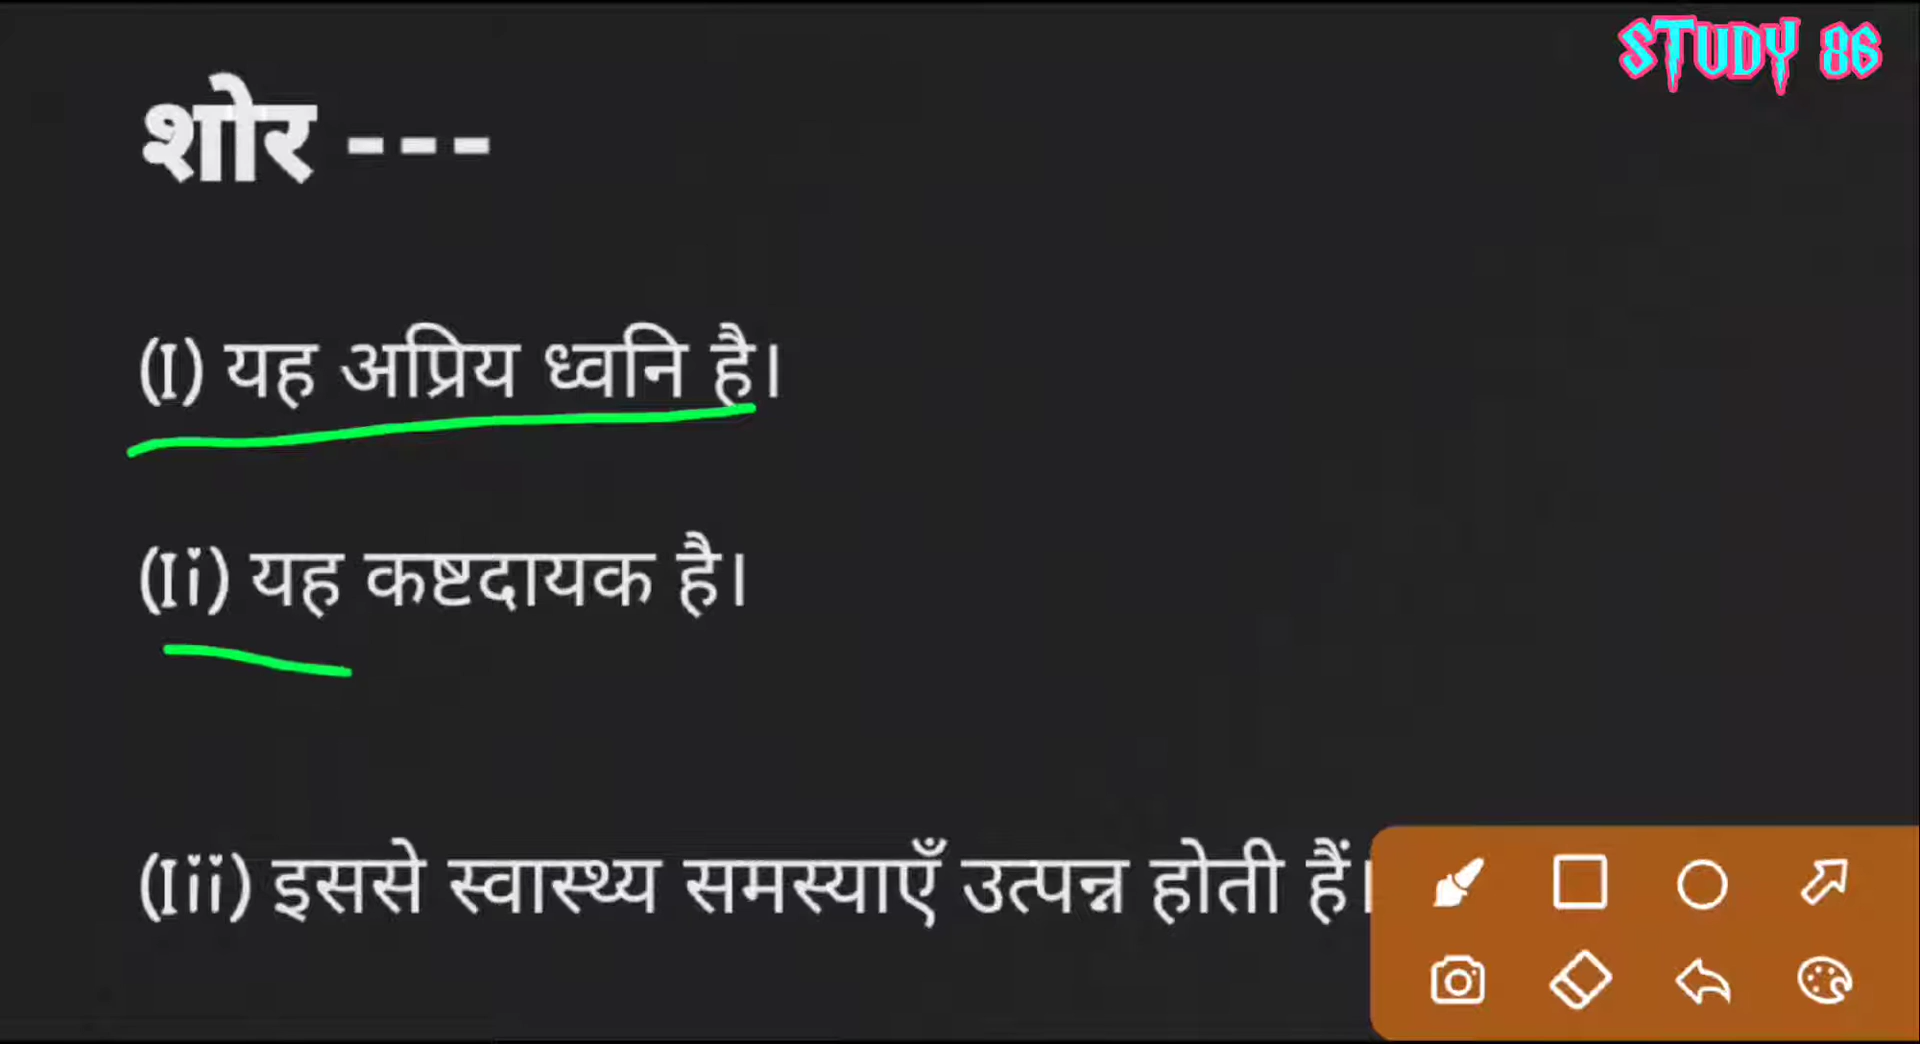 STUDY 86
शोर ---
(I) यह अप्रिय ध्वनि है।
(Ii) यह कष्टदायक है।
(Iii) इससे स्वास्थ्य समस्याएँ उत्पन्न होती हैं।